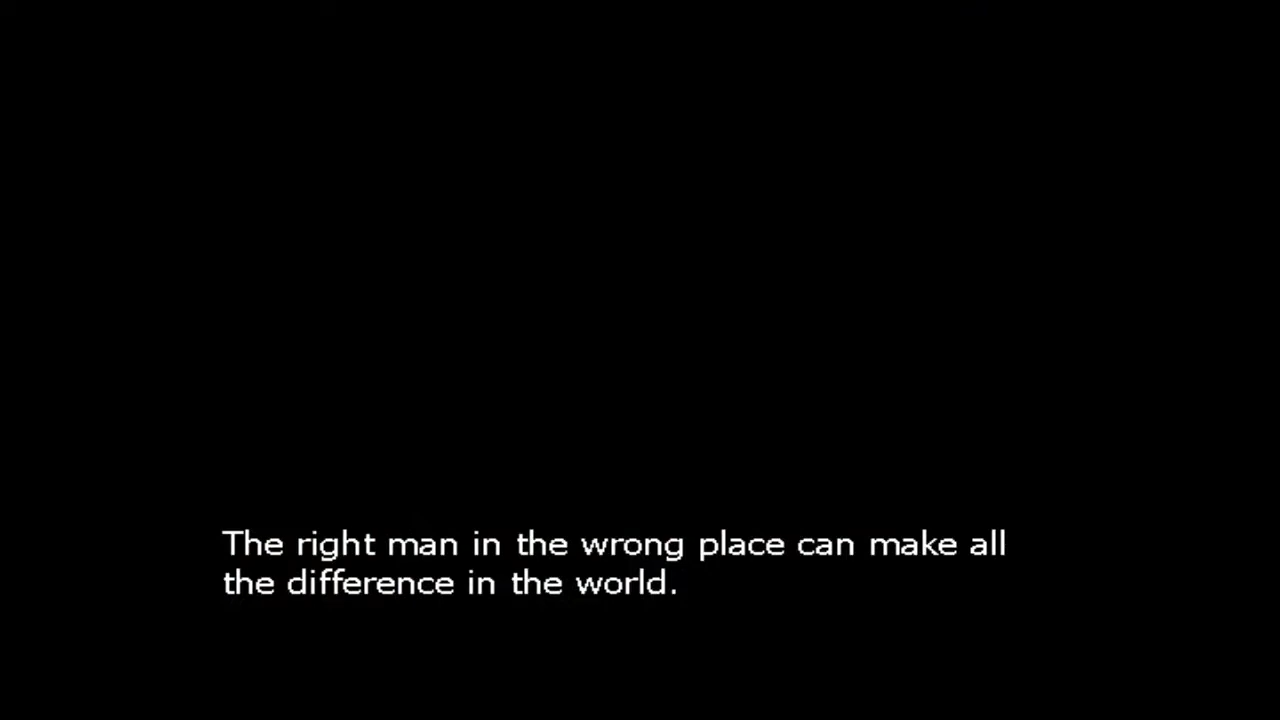 The right man in the wrong place can make all
the difference in the world.